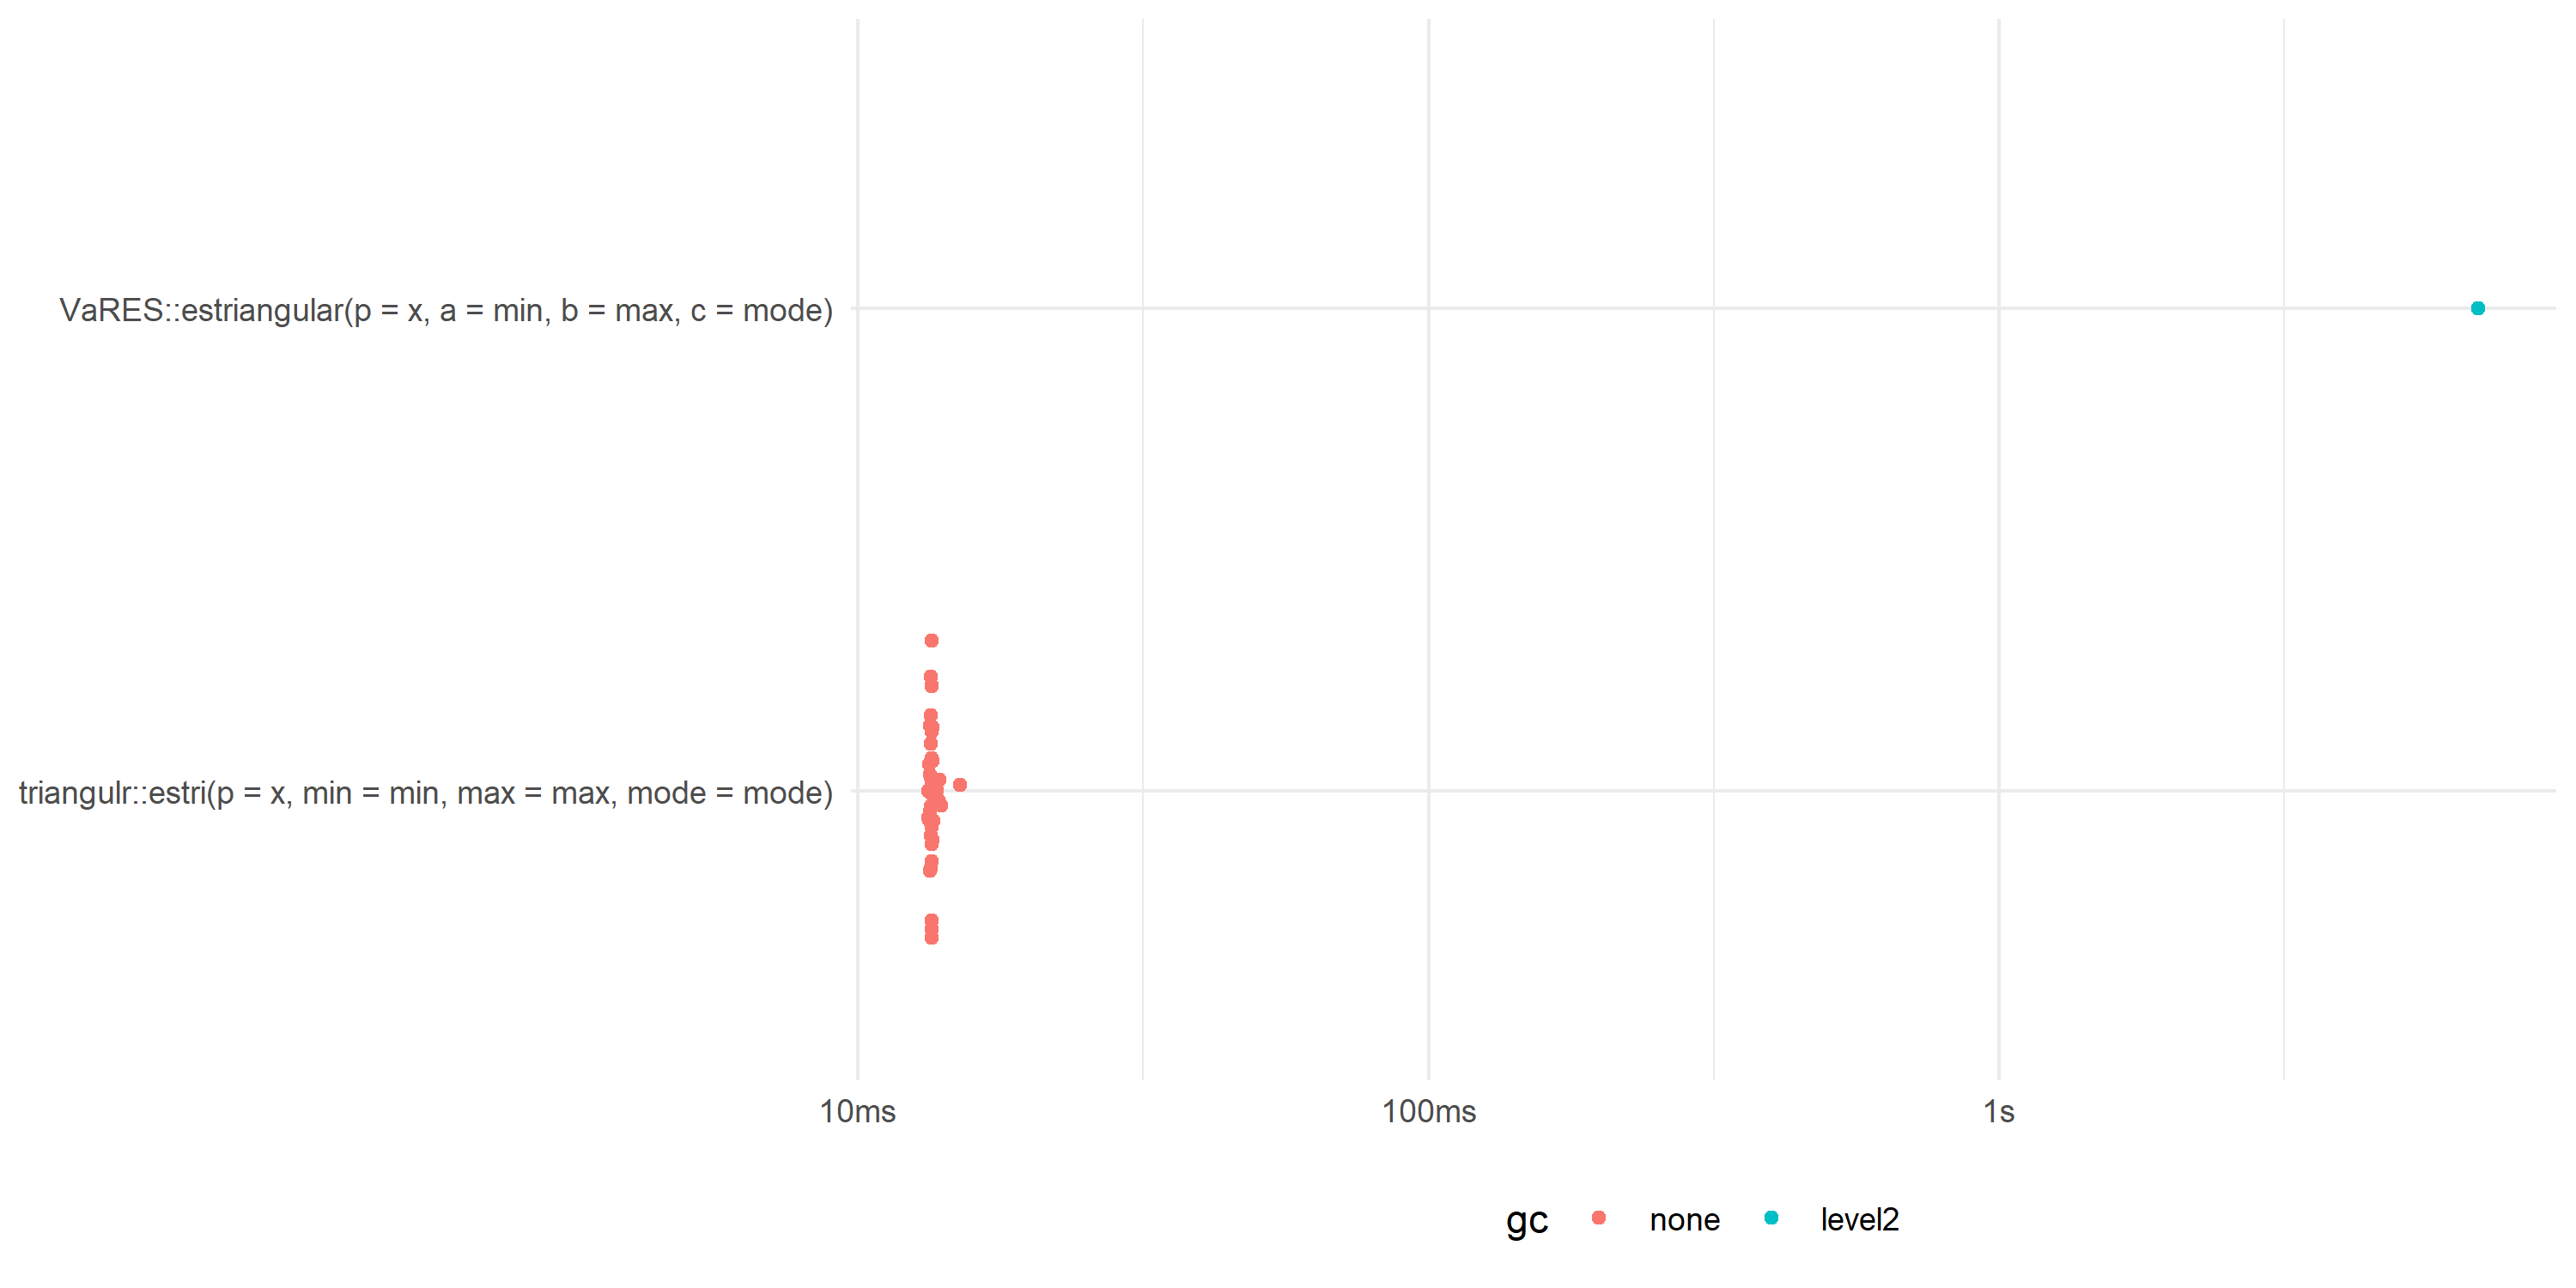 VaRES::estriangular(p = x, a = min, b = max, c = mode)
triangulr::estri(p = x, min = min, max = max, mode = mode)
10ms 100ms 1s
gc none level2